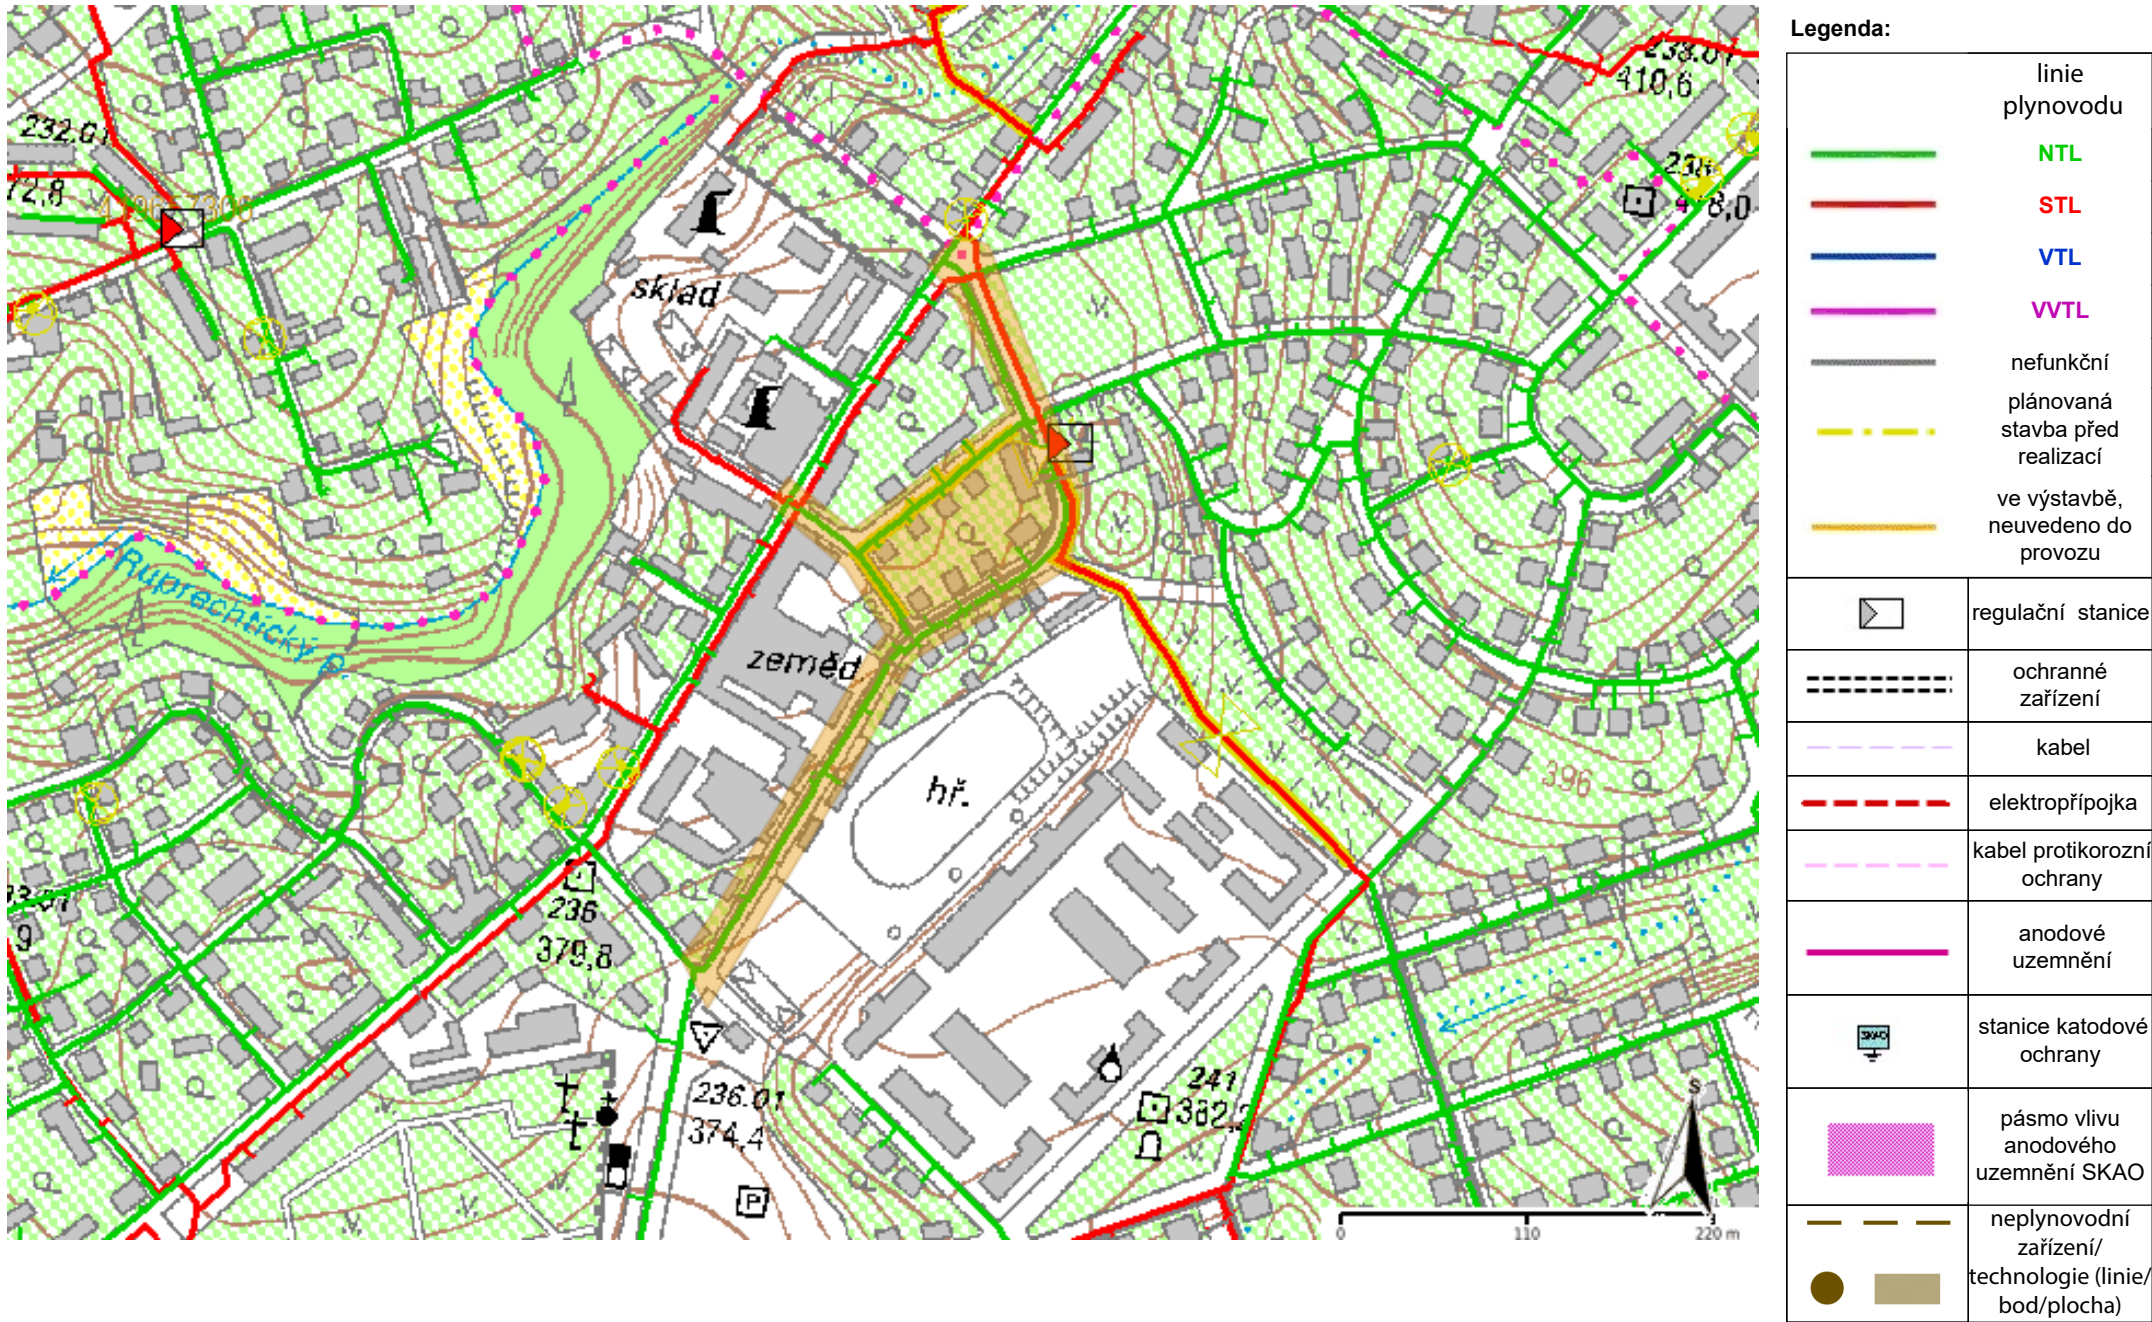 Legenda:
linie
plynovodu
NTL
STL
VTL
VVTL
nefunkční
plánovaná
stavba před
realizací
ve výstavbě,
neuvedeno do
provozu
regulační stanice
ochranné
zařízení
kabel
elektropřípojka
kabel protikorozní
ochrany
anodové
uzemnění
SKAO
stanice katodové
ochrany
pásmo vlivu
anodového
uzemnění SKAO
neplynovodní
zařízení/
technologie (linie/
bod/plocha)
232.01
72,8
238.01
410,6
sklad
Ruprechtický p.
zeměd.
hř.
396
236
379,8
9
236.01
374,4
241
P
S
0
110
220 m